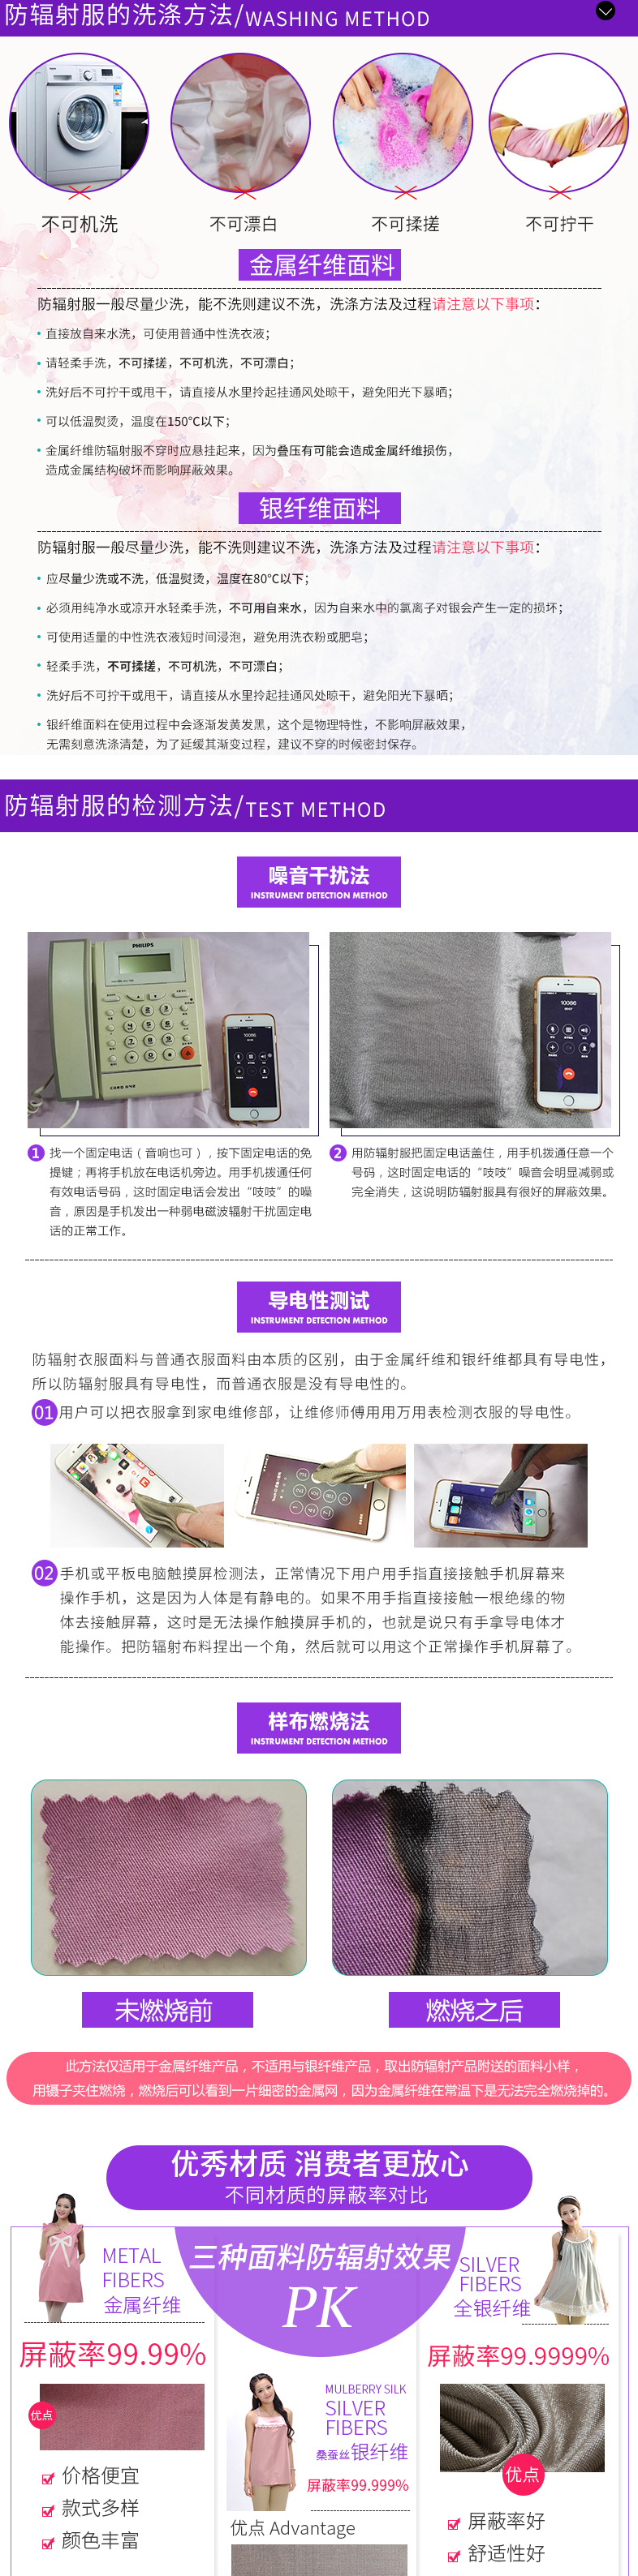 防辐射服的洗涤方法/WASHING METHOD
不可机洗
不可漂白
不可揉搓
不可拧干
金属纤维面料
防辐射服一般尽量少洗，能不洗则建议不洗，洗涤方法及过程请注意以下事项：
• 直接放自来水洗，可使用普通中性洗衣液；
• 请轻柔手洗，不可揉搓，不可机洗，不可漂白；
• 洗好后不可拧干或甩干，请直接从水里拎起挂通风处晾干，避免阳光下暴晒；
• 可以低温熨烫，温度在150°C以下；
• 金属纤维防辐射服不穿时应悬挂起来，因为叠压有可能会造成金属纤维损伤，
造成金属结构破坏而影响屏蔽效果。
银纤维面料
防辐射服一般尽量少洗，能不洗则建议不洗，洗涤方法及过程请注意以下事项：
• 应尽量少洗或不洗，低温熨烫，温度在80°C以下；
• 必须用纯净水或凉开水轻柔手洗，不可用自来水，因为自来水中的氯离子对银会产生一定的损坏；
• 可使用适量的中性洗衣液短时间浸泡，避免用洗衣粉或肥皂；
• 轻柔手洗，不可揉搓，不可机洗，不可漂白；
• 洗好后不可拧干或甩干，请直接从水里拎起挂通风处晾干，避免阳光下暴晒；
• 银纤维面料在使用过程中会逐渐发黄发黑，这个是物理特性，不影响屏蔽效果，
无需刻意洗涤清楚，为了延缓其渐变过程，建议不穿的时候密封保存。
防辐射服的检测方法/TEST METHOD
噪音干扰法
INSTRUMENT DETECTION METHOD
PHILIPS
10086
10086
1 找一个固定电话（音响也可），按下固定电话的免
提键；再将手机放在电话机旁边。用手机拨通任何
有效电话号码，这时固定电话会发出“吱吱”的噪
音，原因是手机发出一种弱电磁波辐射干扰固定电
话的正常工作。
2 用防辐射服把固定电话盖住，用手机拨通任意一个
号码，这时固定电话的“吱吱”噪音会明显减弱或
完全消失，这说明防辐射服具有很好的屏蔽效果。
导电性测试
INSTRUMENT DETECTION METHOD
防辐射衣服面料与普通衣服面料由本质的区别，由于金属纤维和银纤维都具有导电性，
所以防辐射服具有导电性，而普通衣服是没有导电性的。
01 用户可以把衣服拿到家电维修部，让维修师傅用用万用表检测衣服的导电性。
02 手机或平板电脑触摸屏检测法，正常情况下用户用手指直接接触手机屏幕来
操作手机，这是因为人体是有静电的。如果不用手指直接接触一根绝缘的物
体去接触屏幕，这时是无法操作触摸屏手机的，也就是说只有手拿导电体才
能操作。把防辐射布料捏出一个角，然后就可以用这个正常操作手机屏幕了。
样布燃烧法
INSTRUMENT DETECTION METHOD
未燃烧前
燃烧之后
此方法仅适用于金属纤维产品，不适用与银纤维产品，取出防辐射产品附送的面料小样，
用镊子夹住燃烧，燃烧后可以看到一片细密的金属网，因为金属纤维在常温下是无法完全燃烧掉的。
优秀材质 消费者更放心
不同材质的屏蔽率对比
三种面料防辐射效果
PK
METAL
FIBERS
金属纤维
屏蔽率99.99%
优点
价格便宜
款式多样
颜色丰富
MULBERRY SILK
SILVER
FIBERS
桑蚕丝银纤维
屏蔽率99.999%
优点 Advantage
SILVER
FIBERS
全银纤维
屏蔽率99.9999%
优点
屏蔽率好
舒适性好